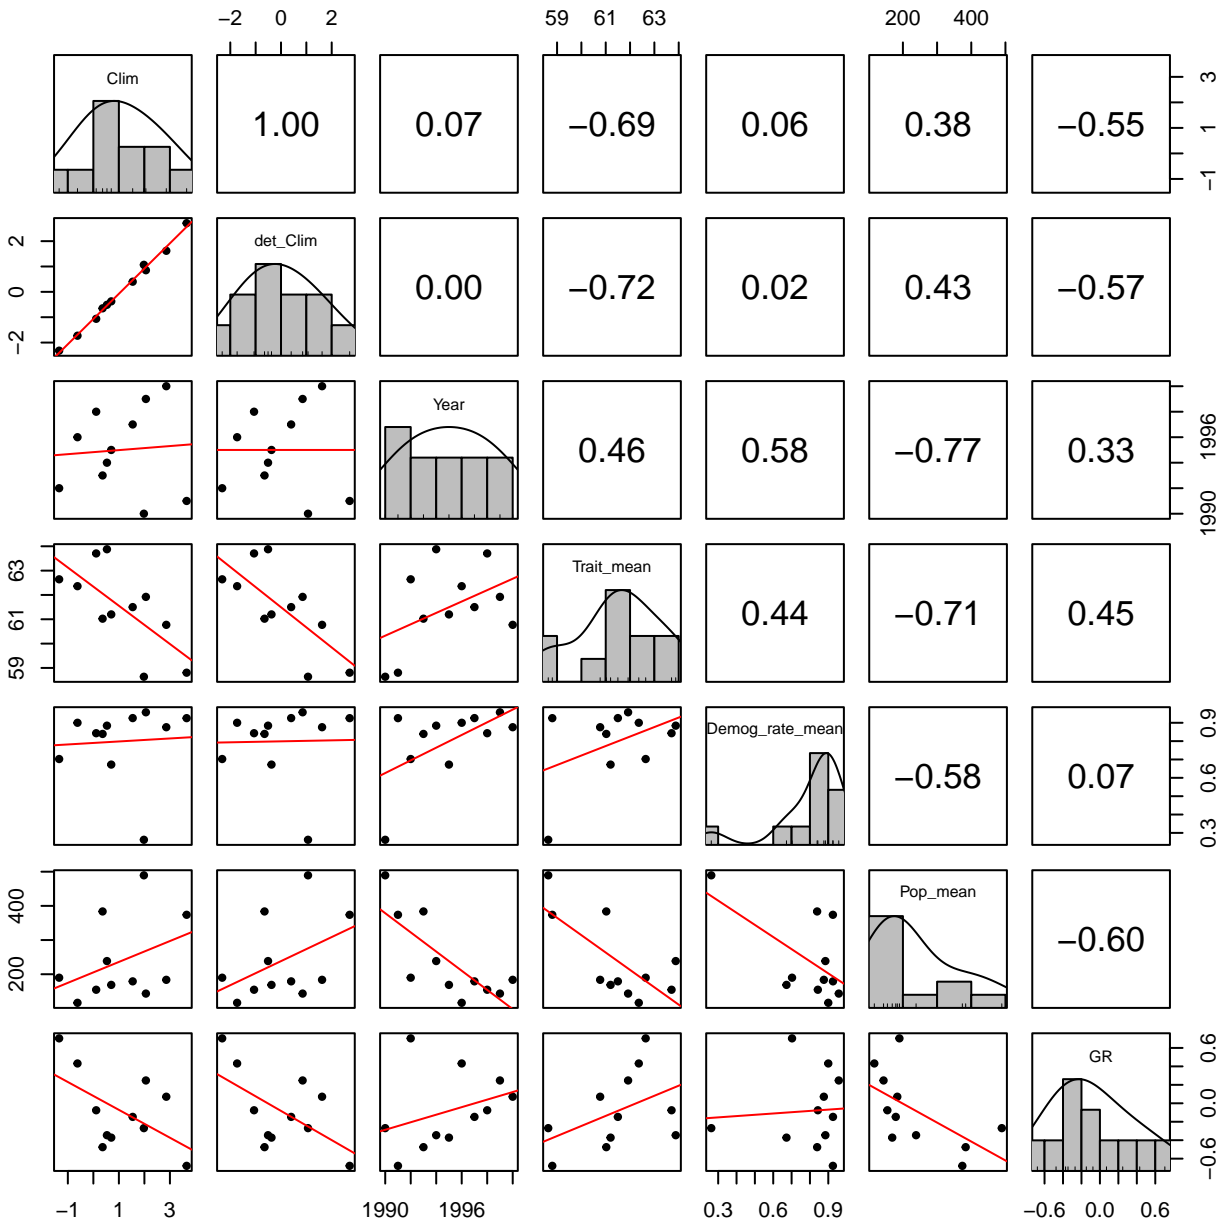 −2 0 2 59 61 63 200 400
Clim 1.00 0.07 −0.69 0.06 0.38 −0.55 −1 1 3
−2 0 2 det_Clim 0.00 −0.72 0.02 0.43 −0.57
Year 0.46 0.58 −0.77 0.33 1990 1996
59 61 63 Trait_mean 0.44 −0.71 0.45
Demog_rate_mean −0.58 0.07 0.3 0.6 0.9
200 400 Pop_mean −0.60
GR −0.6 0.0 0.6
−1 1 3 1990 1996 0.3 0.6 0.9 −0.6 0.0 0.6